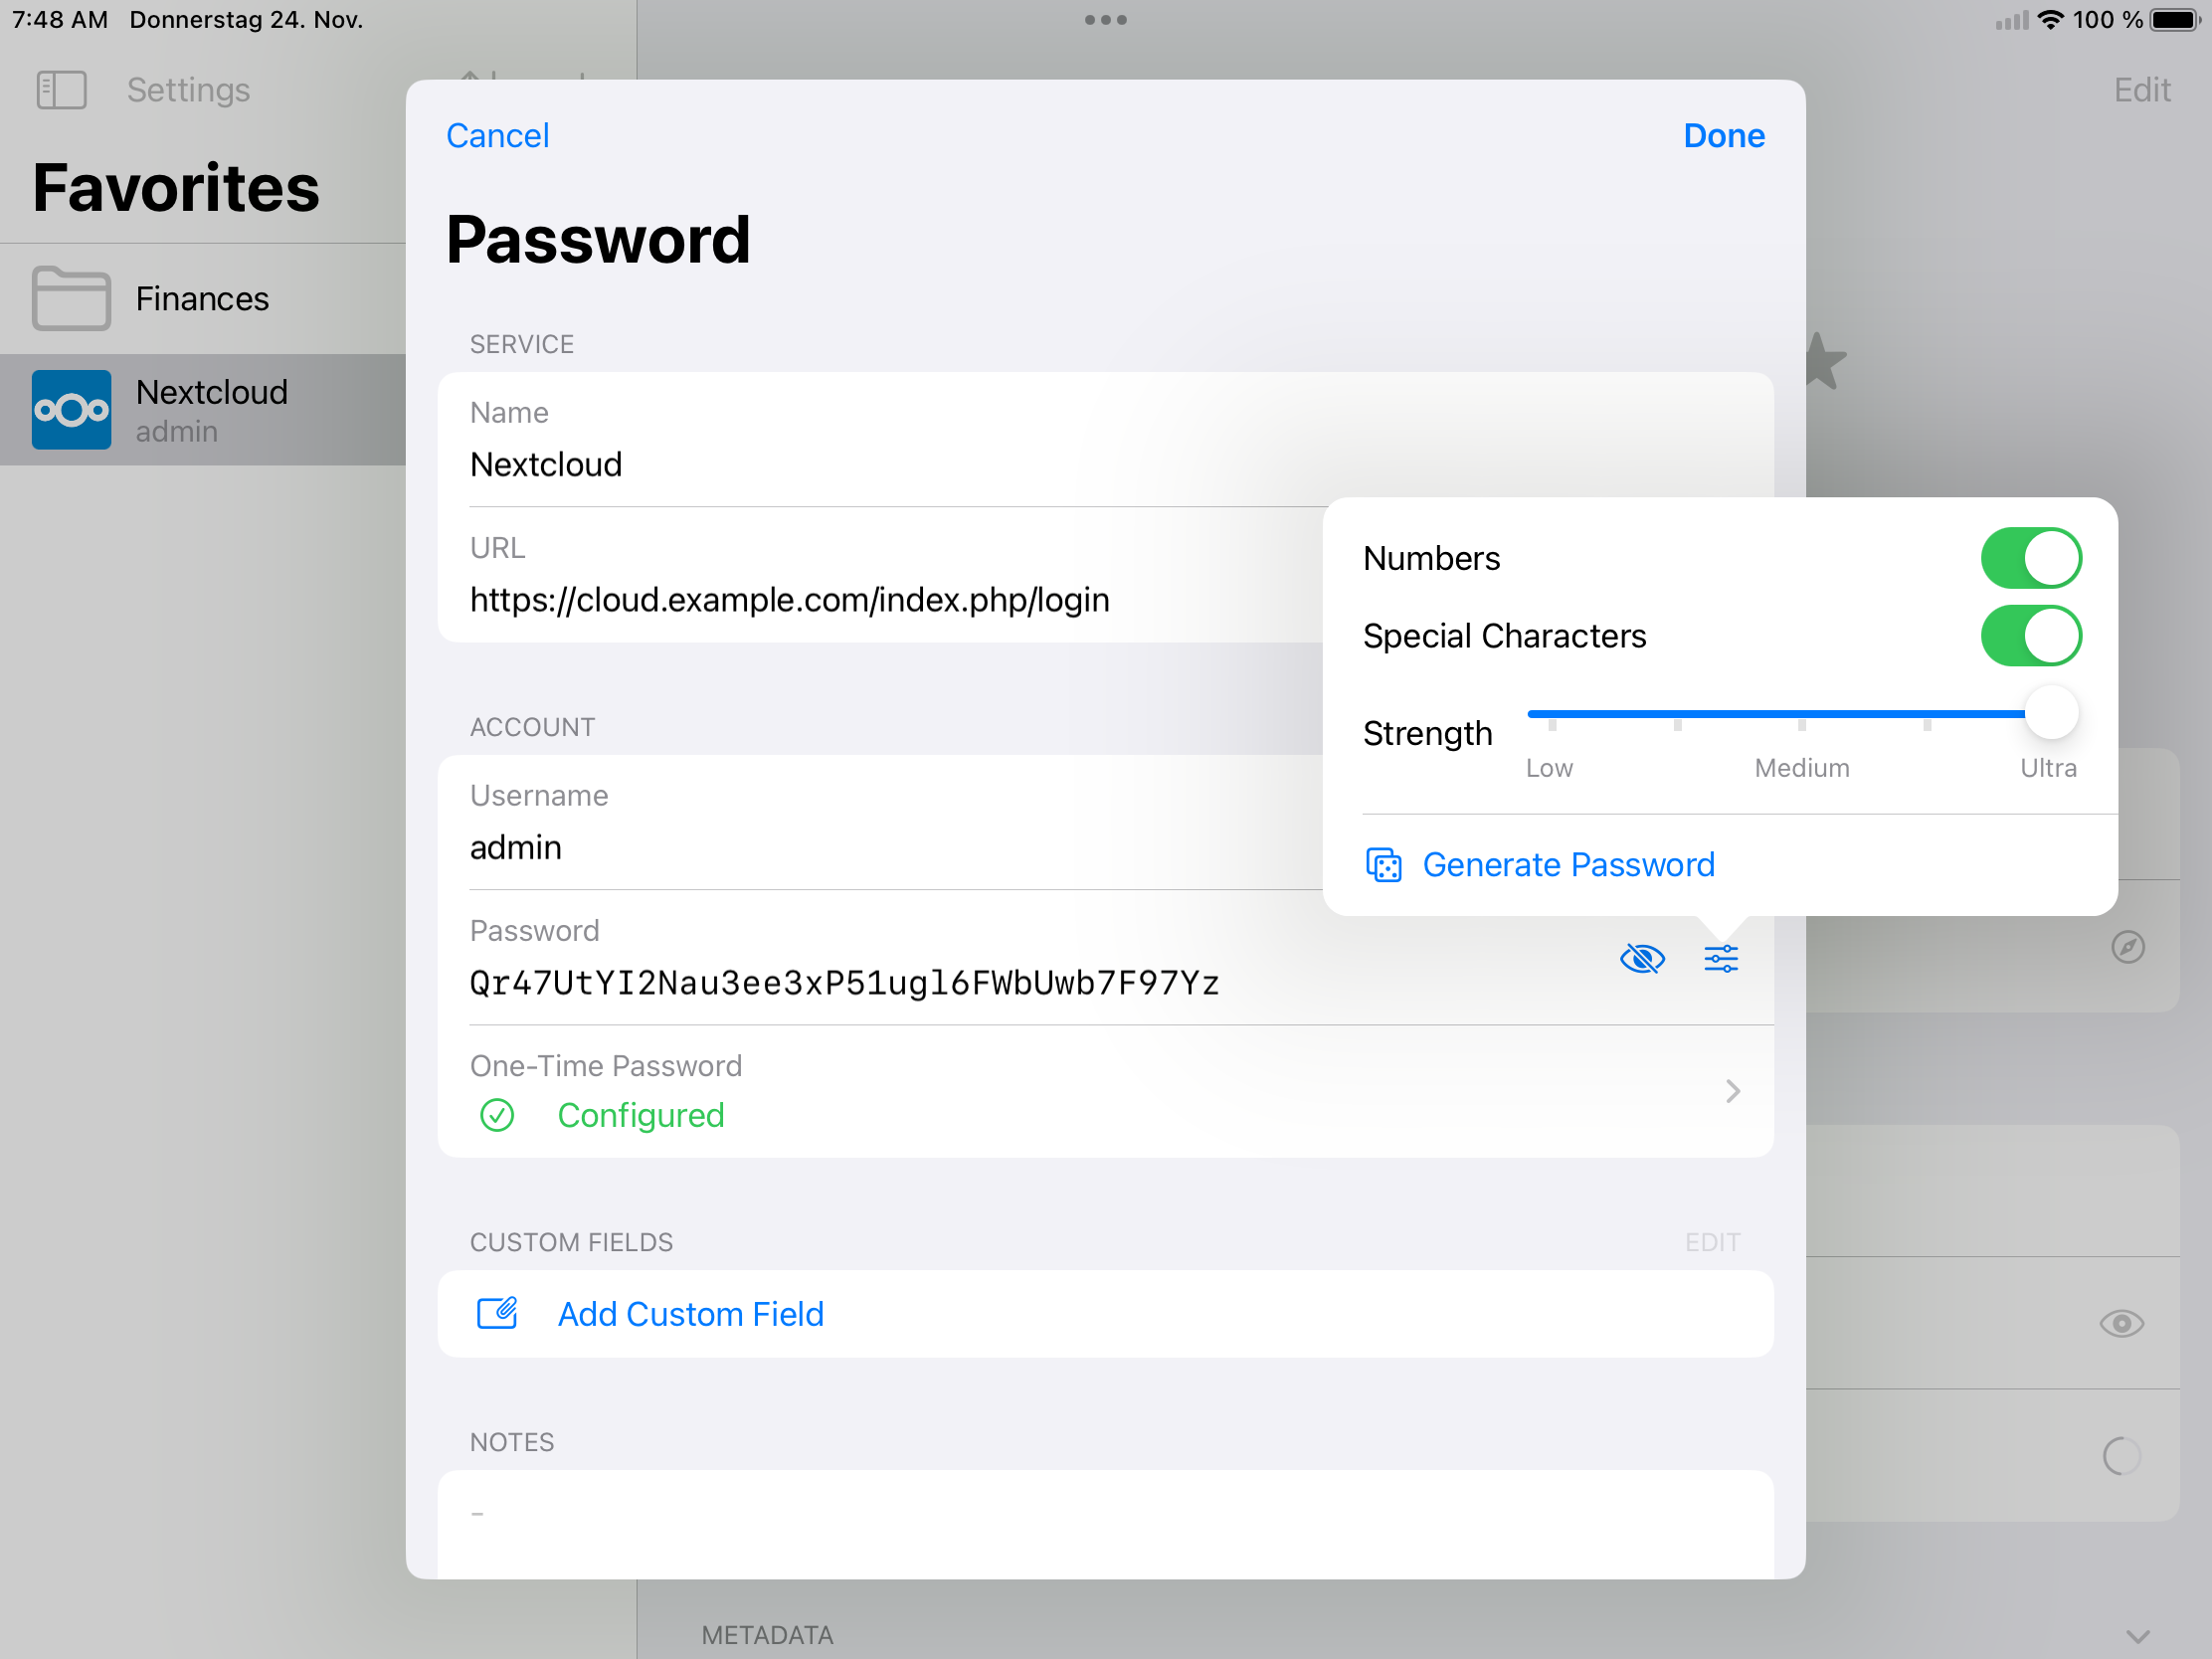 7:48 AM Donnerstag 24. Nov.
100 %
Settings
Edit
Favorites
Finances
Nextcloud
admin
Cancel
Done
Password
SERVICE
Name
Nextcloud
URL
https://cloud.example.com/index.php/login
Numbers
Special Characters
Strength
Low Medium Ultra
Generate Password
ACCOUNT
Username
admin
Password
Qr47UtYI2Nau3ee3xP51ugl6FWbUwb7F97Yz
One-Time Password
Configured
CUSTOM FIELDS EDIT
Add Custom Field
NOTES
-
METADATA